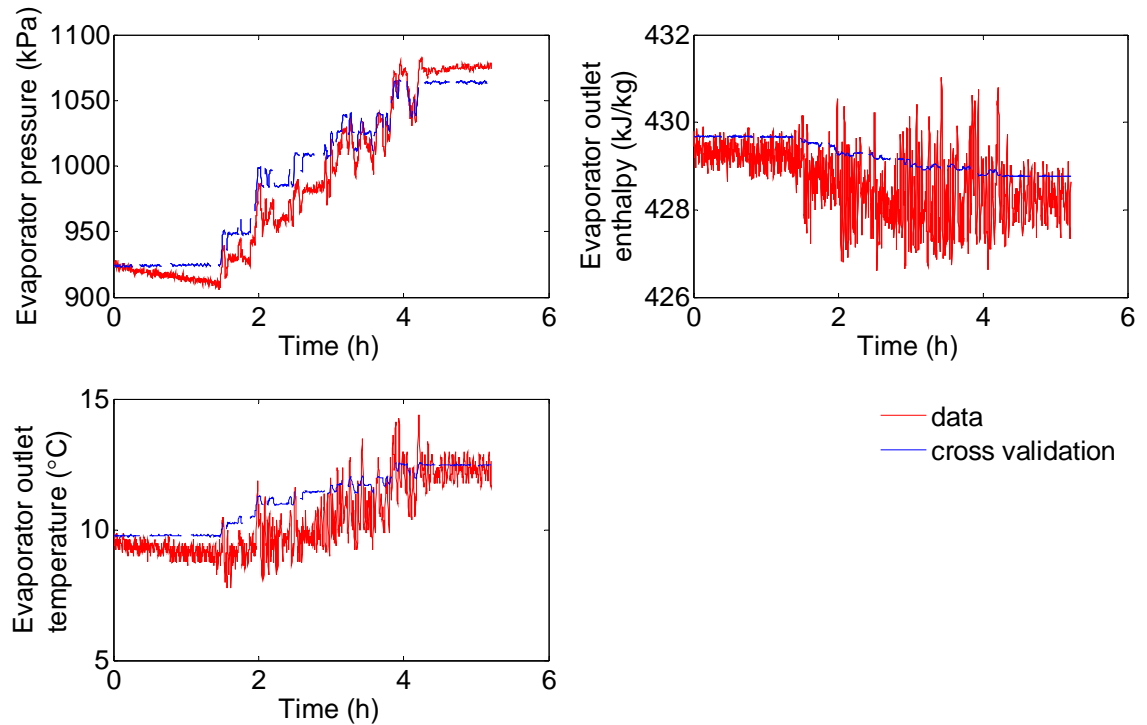 Evaporator pressure (kPa)
1100
1050
1000
950
900
0
2
4
6
Time (h)
Evaporator outlet
enthalpy (kJ/kg)
432
430
428
426
0
2
4
6
Time (h)
Evaporator outlet
temperature (°C)
15
10
5
0
2
4
6
Time (h)
data
cross validation